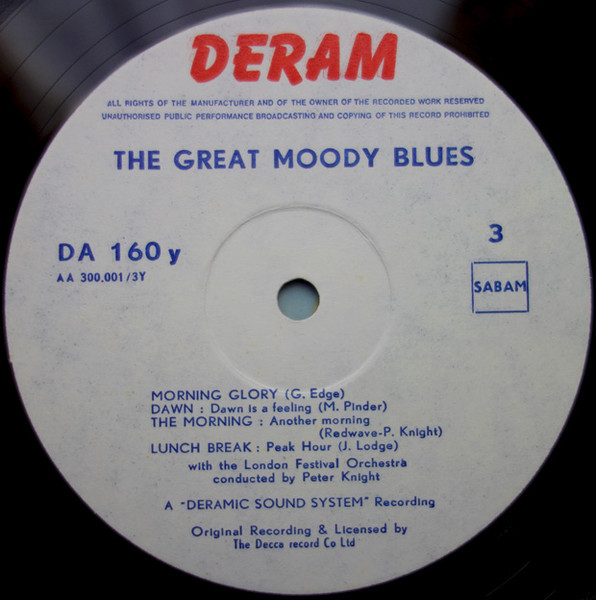 DERAM
ALL RIGHTS OF THE MANUFACTURER AND OF THE OWNER OF THE RECORDED WORK RESERVED
UNAUTHORISED PUBLIC PERFORMANCE BROADCASTING AND COPYING OF THIS RECORD PROHIBITED
THE GREAT MOODY BLUES
DA 160 y
AA 300.001/3Y
3
SABAM
MORNING GLORY (G. Edge)
DAWN : Dawn is a feeling (M. Pinder)
THE MORNING : Another morning
(Redwave-P. Knight)
LUNCH BREAK : Peak Hour (J. Lodge)
with the London Festival Orchestra
conducted by Peter Knight
A "DERAMIC SOUND SYSTEM" Recording
Original Recording & Licensed by
The Decca record Co Ltd